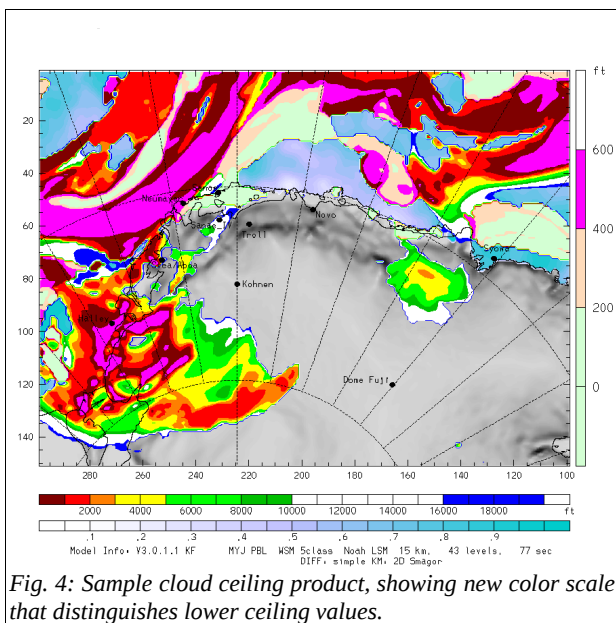 ft
20
40
60
80
100
120
140
600
400
200
0
Neumayer
Sanae IV
Novo
Troll
Syowa
Kohnen
Halley
Dome Fuji
280 260 240 220 200 180 160 140 120 100
2000 4000 6000 8000 10000 12000 14000 16000 18000 ft
.1 .2 .3 .4 .5 .6 .7 .8 .9
Model Info: V3.0.1.1 KF MYJ PBL WSM 5class Noah LSM 15 km, 43 levels, 77 sec
DIFF: simple KM: 2D Smagor
Fig. 4: Sample cloud ceiling product, showing new color scale
that distinguishes lower ceiling values.